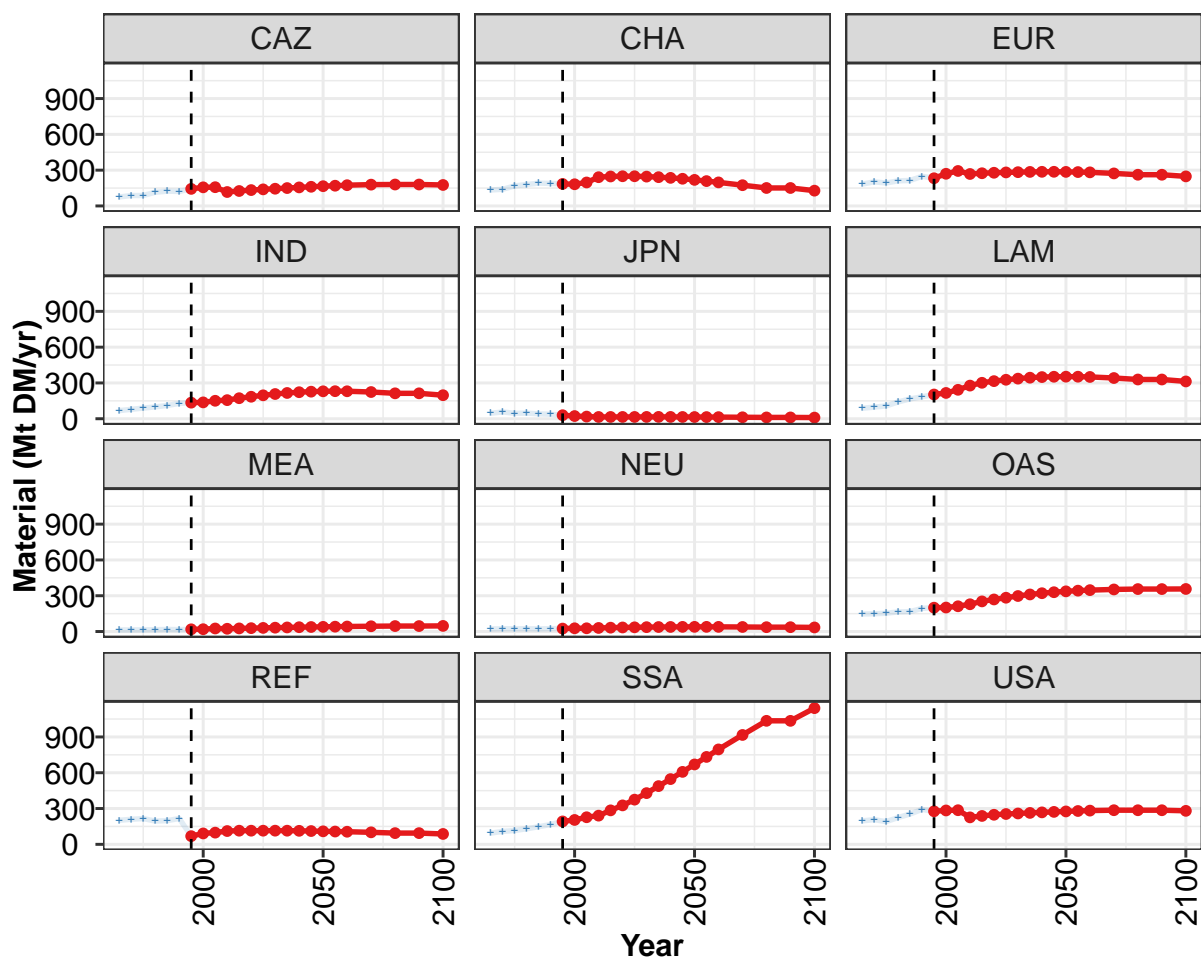 CAZ CHA EUR
900
600
300
0
IND JPN LAM
900
600
300
0
MEA NEU OAS
900
600
300
0
REF SSA USA
900
600
300
0
2000 2050 2100 2000 2050 2100 2000 2050 2100
Year
Material (Mt DM/yr)